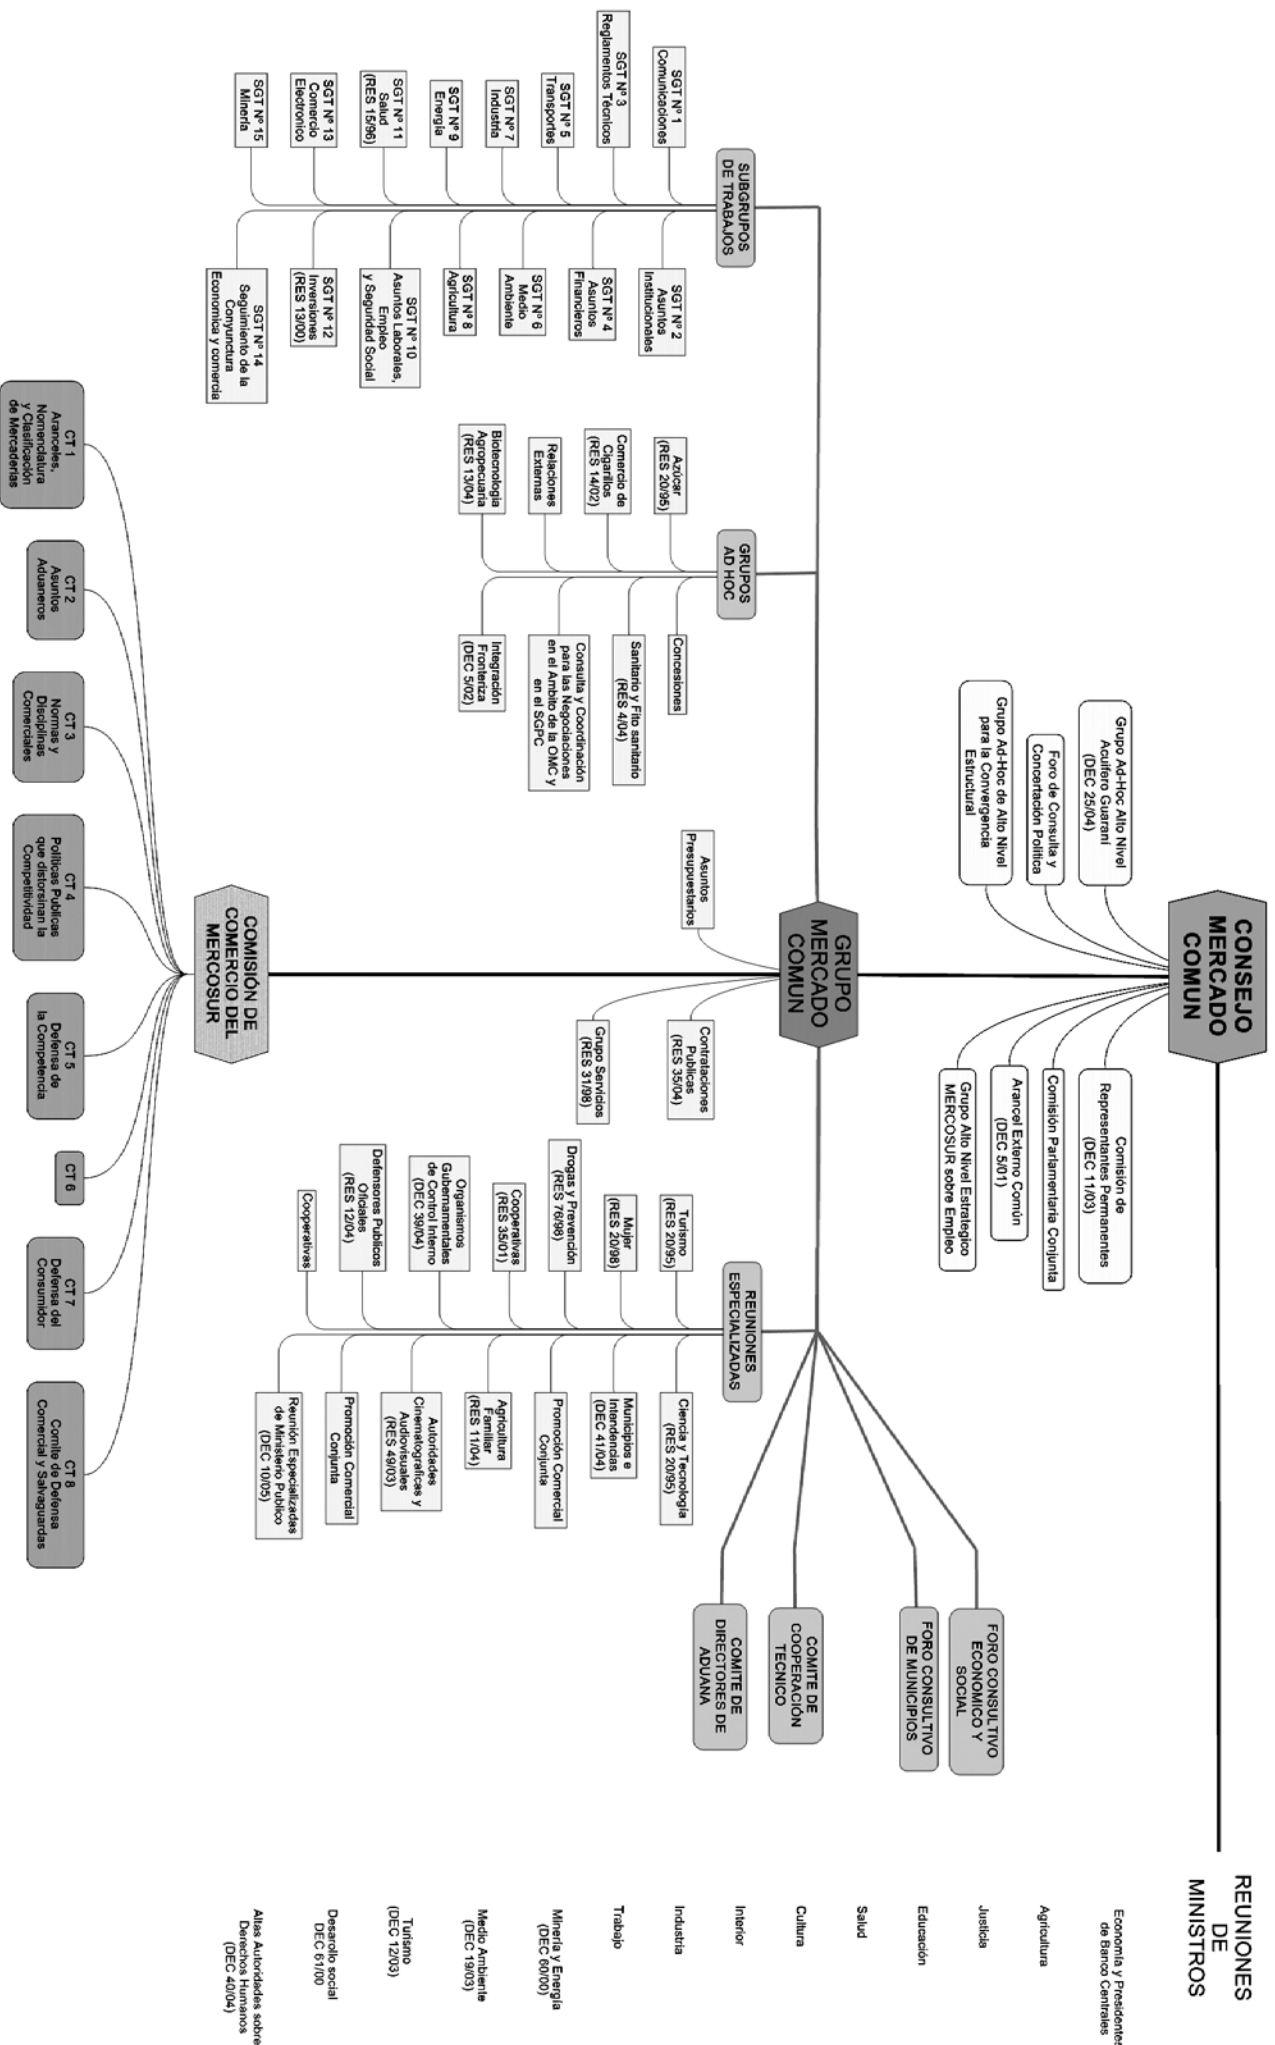 CONSEJO
MERCADO
COMUN
REUNIONES
DE
MINISTROS
Grupo Ad-Hoc Alto Nivel
Acuifero Guaraní
(DEC 25/04)
Foro de Consulta y
Concertación Politica
Grupo Ad-Hoc de Alto Nivel
para la Convergencia
Estructural
Comisión de
Representantes Permanentes
(DEC 11/03)
Comisión Parlamentaria Conjunta
Arancel Externo Común
(DEC 5/01)
Grupo Alto Nivel Estrategico
MERCOSUR sobre Empleo
Economía y Presidentes
de Banco Centrales
Agricultura
Justicia
Educación
Salud
Cultura
Interior
Industria
Trabajo
Minería y Energía
(DEC 60/00)
Medio Ambiente
(DEC 19/03)
Turismo
(DEC 12/03)
Desarollo social
DEC 61/00
Altas Autoridades sobre
Derechos Humanos
(DEC 40/04)
GRUPO
MERCADO
COMUN
FORO CONSULTIVO
ECONOMICO Y
SOCIAL
FORO CONSULTIVO
DE MUNICIPIOS
COMITE DE
COOPERACIÓN
TECNICO
COMITE DE
DIRECTORES DE
ADUANA
SUBGRUPOS
DE TRABAJOS
SGT Nº 1
Comunicaciones
SGT Nº 2
Asuntos
Institucionales
SGT Nº 3
Reglamentos Técnicos
SGT Nº 4
Asuntos
Financieros
SGT Nº 5
Transportes
SGT Nº 6
Medio
Ambiente
SGT Nº 7
Industria
SGT Nº 8
Agricultura
SGT Nº 9
Energía
SGT Nº 10
Asuntos Laborales,
Empleo
y Seguridad Social
SGT Nº 11
Salud
(RES 15/96)
SGT Nº 12
Inversiones
(RES 13/00)
SGT Nº 13
Comercio
Electronico
SGT Nº 14
Seguimiento de la
Conyunctura
Economica y comercia
SGT Nº 15
Minería
GRUPOS
AD HOC
Azúcar
(RES 20/95)
Concesiones
Comercio de
Cigarillos
(RES 14/02)
Sanitario y Fito sanitario
(RES 4/04)
Relaciones
Externas
Consulta y Coordinación
para las Negociaciones
en el Ambito de la OMC y
en el SGPC
Biotecnologia
Agropecuaria
(RES 13/04)
Integración
Fronteriza
(DEC 5/02)
Asuntos
Presupuestarios
Contrataciones
Publicas
(RES 35/04)
Grupo Servicios
(RES 31/98)
REUNIONES
ESPECIALIZADAS
Turismo
(RES 20/95)
Ciencia y Tecnología
(RES 20/95)
Mujer
(RES 20/98)
Municipios e
Intendencias
(DEC 41/04)
Drogas y Prevención
(RES 76/98)
Promoción Comercial
Conjunta
Cooperativas
(RES 35/01)
Agricultura
Familiar
(RES 11/04)
Organismos
Gubernamentales
de Control Interno
(DEC 39/04)
Autoridades
Cinematograficas y
Audiovisuales
(RES 49/03)
Defensores Publicos
Oficiales
(RES 12/04)
Promoción Comercial
Conjunta
Cooperativas
Reunión Especializadas
de Ministerio Publico
(DEC 10/05)
COMISIÓN DE
COMERCIO DEL
MERCOSUR
CT 1
Aranceles,
Nomenclatura
y Clasificación
de Mercaderias
CT 2
Asuntos
Aduaneros
CT 3
Normas y
Disciplinas
Comerciales
CT 4
Políticas Publicas
que distorsinan la
Competitividad
CT 5
Defensa de
la Competencia
CT 6
CT 7
Defensa del
Consumidor
CT 8
Comite de Defensa
Comercial y Salvaguardas